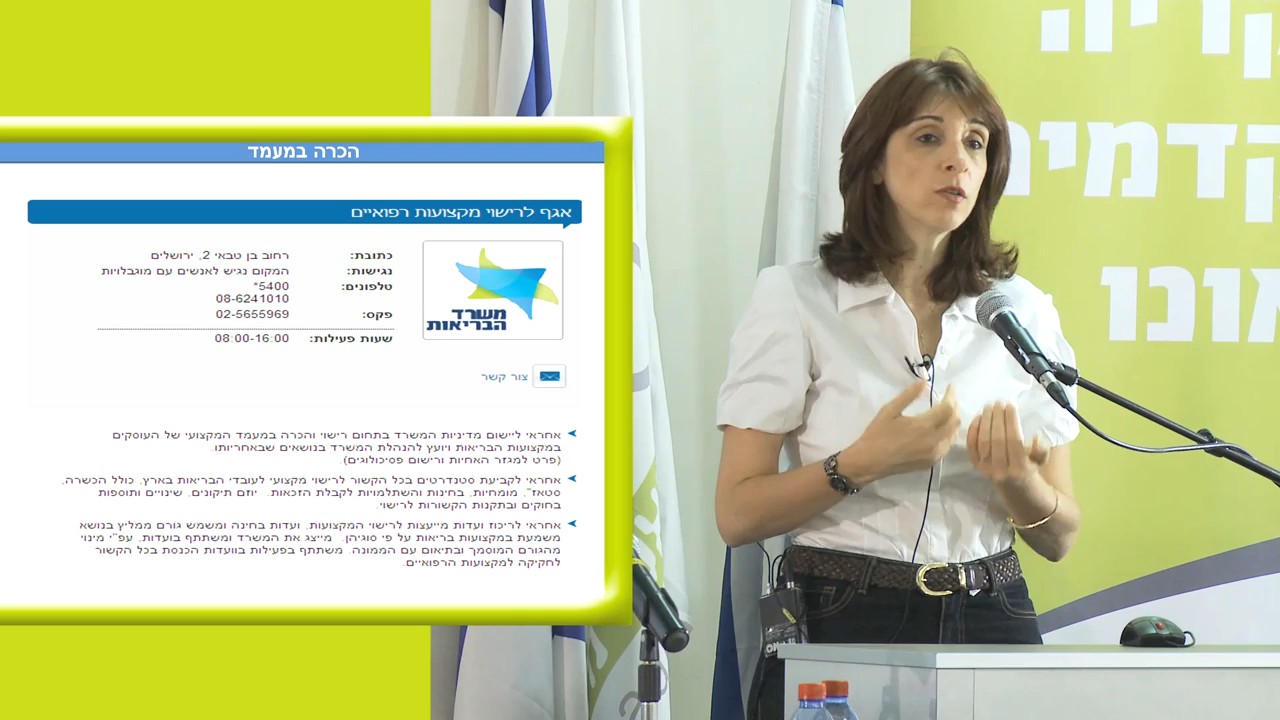 הכרה במעמד
אגף לרישוי מקצועות רפואיים
כתובת: רחוב בן טבאי 2, ירושלים
נגישות: המקום נגיש לאנשים עם מוגבלויות
טלפונים: 5400*
08-6241010
פקס: 02-5655969
שעות פעילות: 08:00-16:00
משרד
הבריאות
צור קשר
אחראי ליישום מדיניות המשרד בתחום רישוי והכרה במעמד המקצועי של העוסקים
במקצועות הבריאות ויועץ להנהלת המשרד בנושאים שבאחריותו.
(פרט למגזר האחיות ורישום פסיכולוגים).
אחראי לקביעת סטנדרטים בכל הקשור לרישוי מקצועי לעובדי הבריאות בארץ, כולל הכשרה,
סטאז', מומחיות, בחינות והשתלמויות לקבלת הזכאות. יוזם תיקונים, שינויים ותוספות
בחוקים ובתקנות הקשורות לרישוי.
אחראי לריכוז ועדות מייעצות לרישוי המקצועות, ועדות בחינה ומשמש גורם ממליץ בנושא
משמעת במקצועות בריאות על פי סוגיהן. מייצג את המשרד ומשתתף בועדות, עפ"י מינוי
מהגורם המוסמך ובתיאום עם הממונה. משתתף בפעילות בוועדות הכנסת בכל הקשור
לחקיקה למקצועות הרפואיים.
קריה
קדמית
אונו